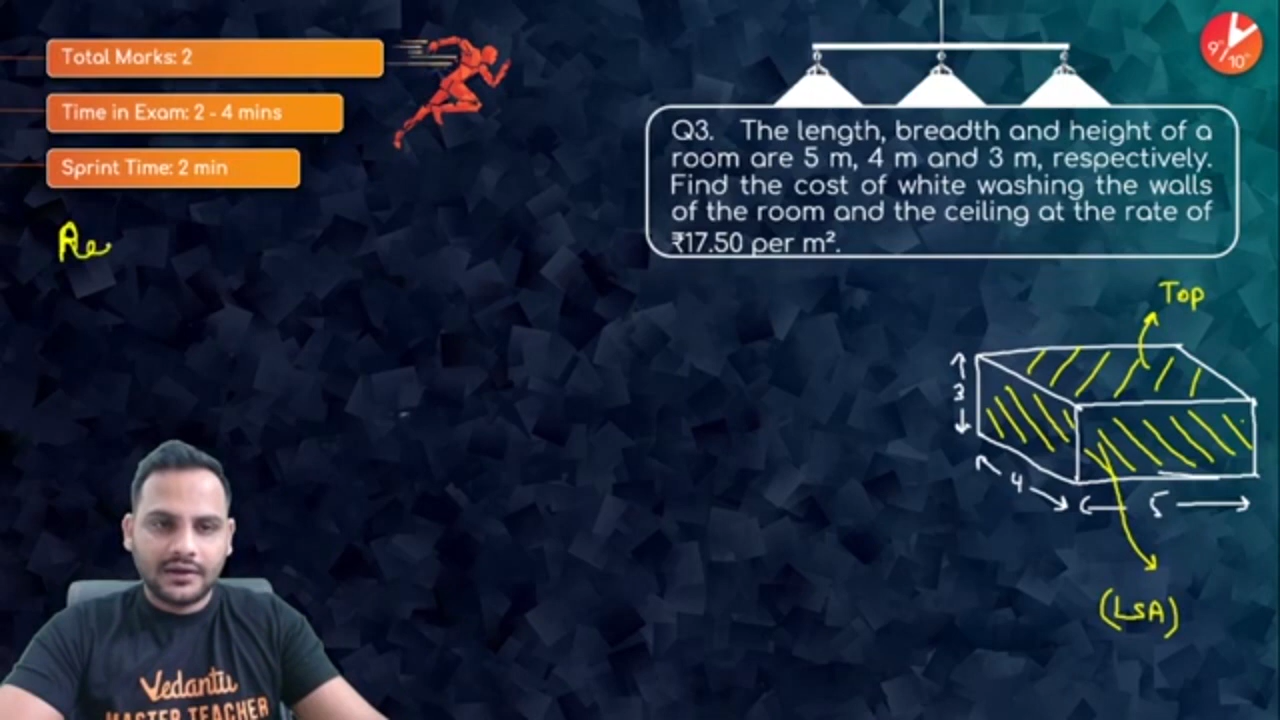 Total Marks: 2
Time in Exam: 2 - 4 mins
Sprint Time: 2 min
9th/10th
Q3. The length, breadth and height of a
room are 5 m, 4 m and 3 m, respectively.
Find the cost of white washing the walls
of the room and the ceiling at the rate of
₹17.50 per m².
Re
Top
3
4
5
(LSA)
Vedantu
MASTER TEACHER